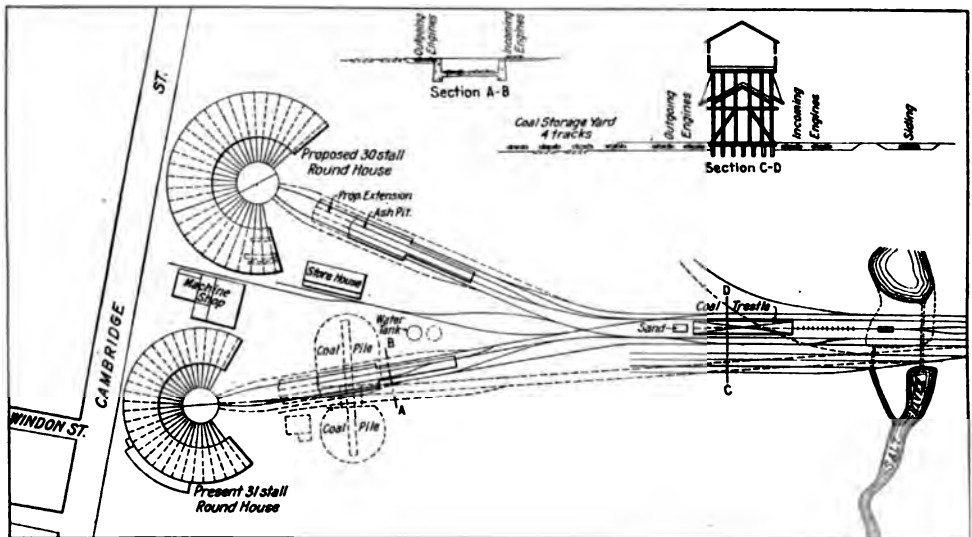 Outgoing
Engines
Incoming
Engines
Section A-B
Coal Storage Yard
4 tracks
Outgoing
Engines
Incoming
Engines
Siding
Section C-D
ST.
CAMBRIDGE
WINDON ST.
Proposed 30 stall
Round House
Prop. Extension
Ash Pit.
Store House
Machine
Shop
Water
Tank
Coal Pile
B
A
Coal Pile
Present 31 stall
Round House
D
Coal Trestle
Sand
C
SALT